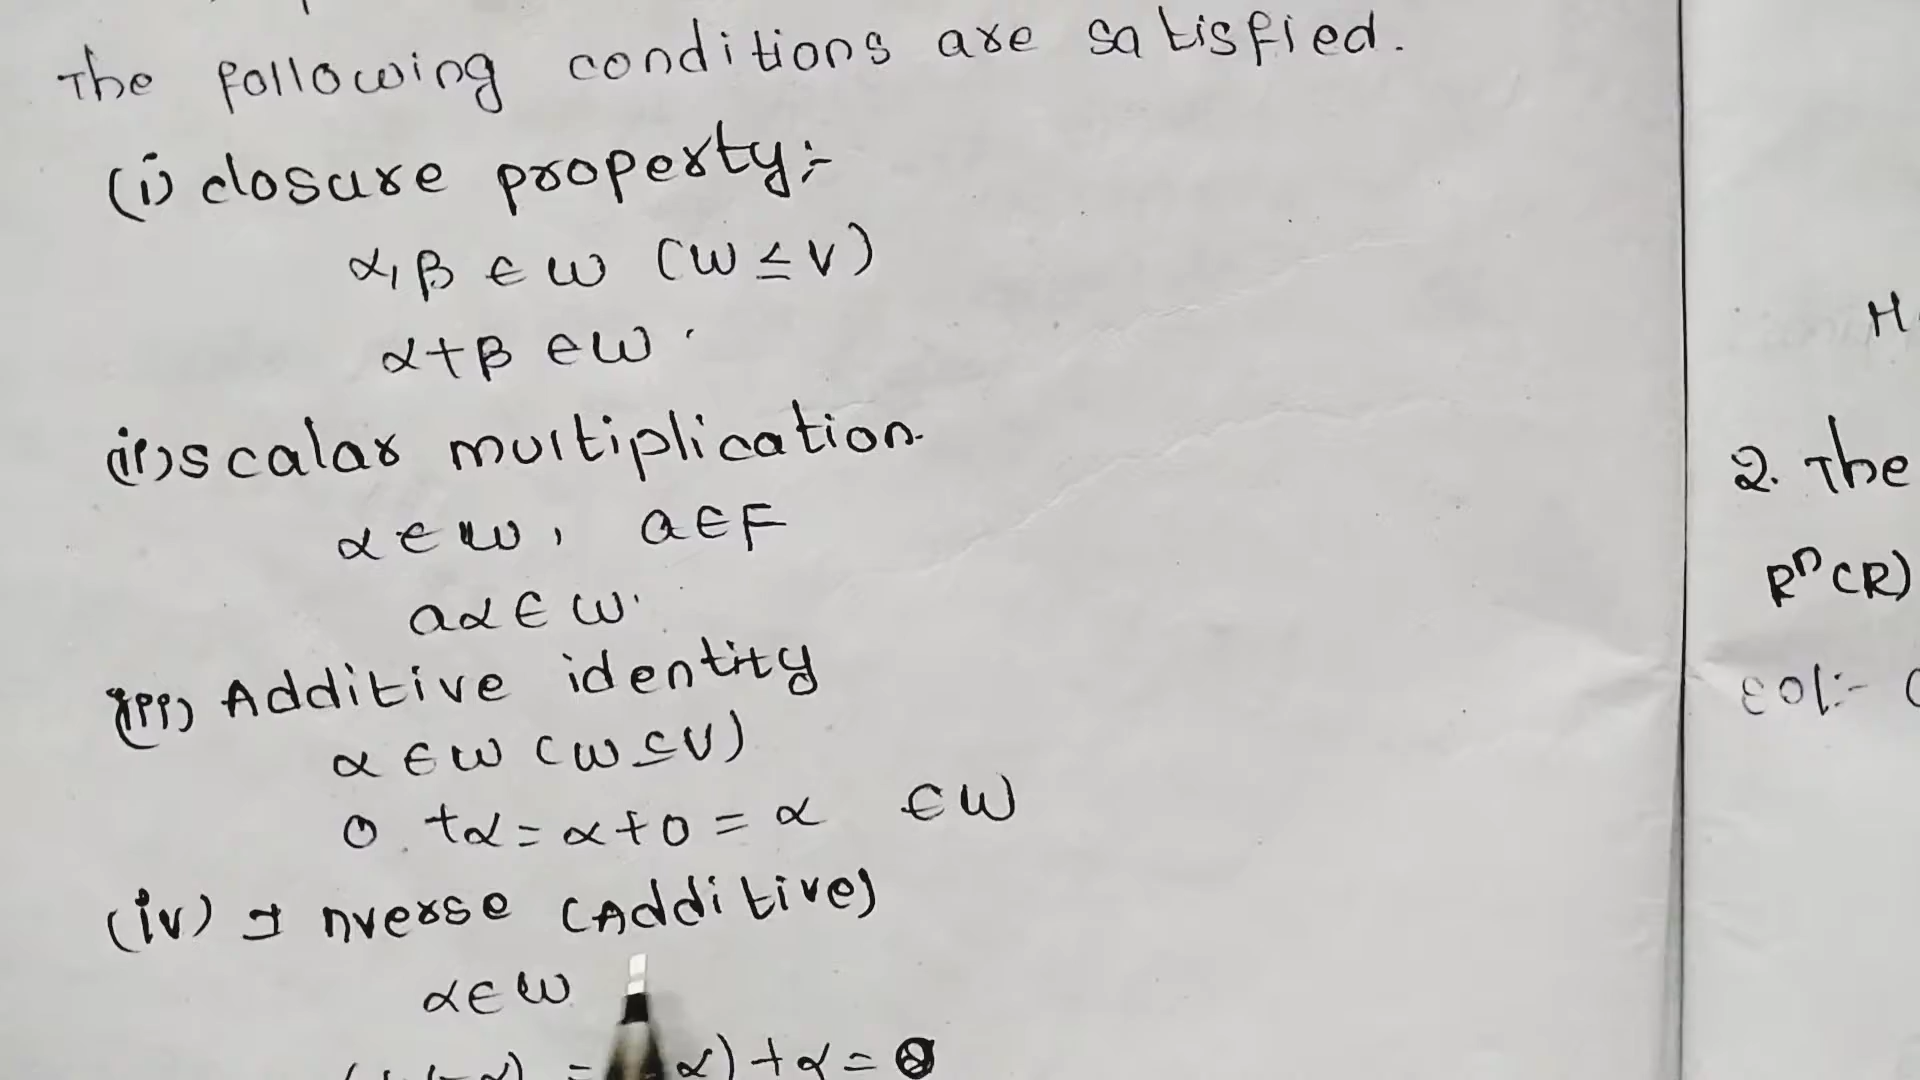 The following conditions are satisfied.
(i) closure property:-
α, β ∈ W (W ⊆ V)
α+β ∈ W.
(ii) scalar multiplication.
α ∈ W, a ∈ F
aα ∈ W.
(iii) Additive identity
α ∈ W (W ⊆ V)
0 + α = α + 0 = α ∈ W
(iv) Inverse (Additive)
α ∈ W
α) + α = 0
H
2. The
Rⁿ(R)
sol:-